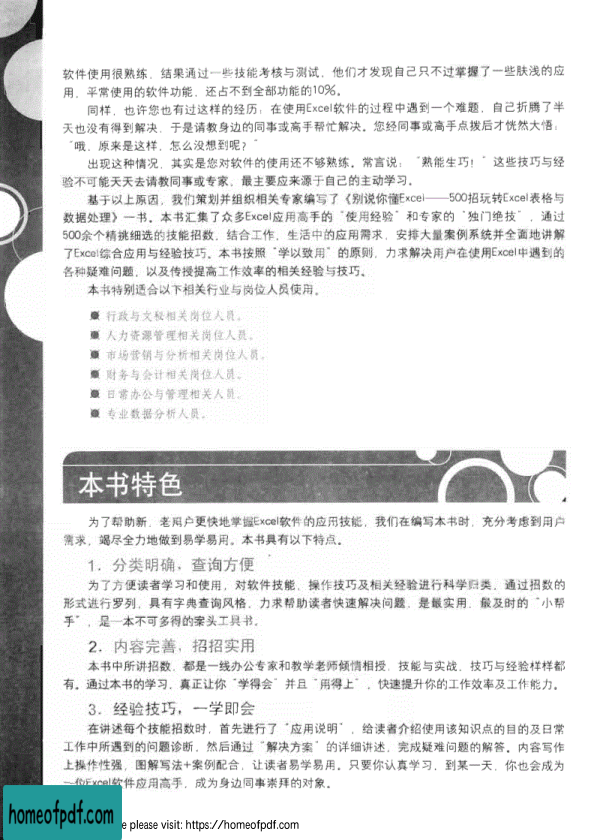 软件使用很熟练，结果通过一些技能考核与测试，他们才发现自己只不过掌握了一些肤浅的应
用，平常使用的软件功能，还占不到全部功能的10%。
同样，也许您也有过这样的经历：在使用Excel软件的过程中遇到一个难题，自己折腾了半
天也没有得到解决，于是请教身边的同事或高手帮忙解决。您经同事或高手点拨后才恍然大悟：
“哦，原来是这样，怎么没想到呢？”
出现这种情况，其实是您对软件的使用还不够熟练。常言说：“熟能生巧！”这些技巧与经
验不可能天天去请教同事或专家，最主要应来源于自己的主动学习。
基于以上原因，我们策划并组织相关专家编写了《别说你懂Excel——500招玩转Excel表格与
数据处理》一书。本书汇集了众多Excel应用高手的“使用经验”和专家的“独门绝技”，通过
500余个精挑细选的技能招数，结合工作、生活中的应用需求，安排大量案例系统并全面地讲解
了Excel综合应用与经验技巧。本书按照“学以致用”的原则，力求解决用户在使用Excel中遇到的
各种疑难问题，以及传授提高工作效率的相关经验与技巧。
本书特别适合以下相关行业与岗位人员使用。
行政与文秘相关岗位人员。
人力资源管理相关岗位人员。
市场营销与分析相关岗位人员。
财务与会计相关岗位人员。
日常办公与管理相关人员。
专业数据分析人员。
本书特色
为了帮助新、老用户更快地掌握Excel软件的应用技能，我们在编写本书时，充分考虑到用户
需求，竭尽全力地做到易学易用。本书具有以下特点。
1．分类明确，查询方便
为了方便读者学习和使用，对软件技能、操作技巧及相关经验进行科学归类，通过招数的
形式进行罗列，具有字典查询风格，力求帮助读者快速解决问题，是最实用、最及时的“小帮
手”，是一本不可多得的案头工具书。
2．内容完善，招招实用
本书中所讲招数，都是一线办公专家和教学老师倾情相授，技能与实战、技巧与经验样样都
有。通过本书的学习，真正让你“学得会”并且“用得上”，快速提升你的工作效率及工作能力。
3．经验技巧，一学即会
在讲述每个技能招数时，首先进行了“应用说明”，给读者介绍使用该知识点的目的及日常
工作中所遇到的问题诊断，然后通过“解决方案”的详细讲述，完成疑难问题的解答。内容写作
上操作性强，图解写法+案例配合，让读者易学易用。只要你认真学习，到某一天，你也会成为
一位Excel软件应用高手，成为身边同事崇拜的对象。
homeofpdf.com
e please visit: https://homeofpdf.com